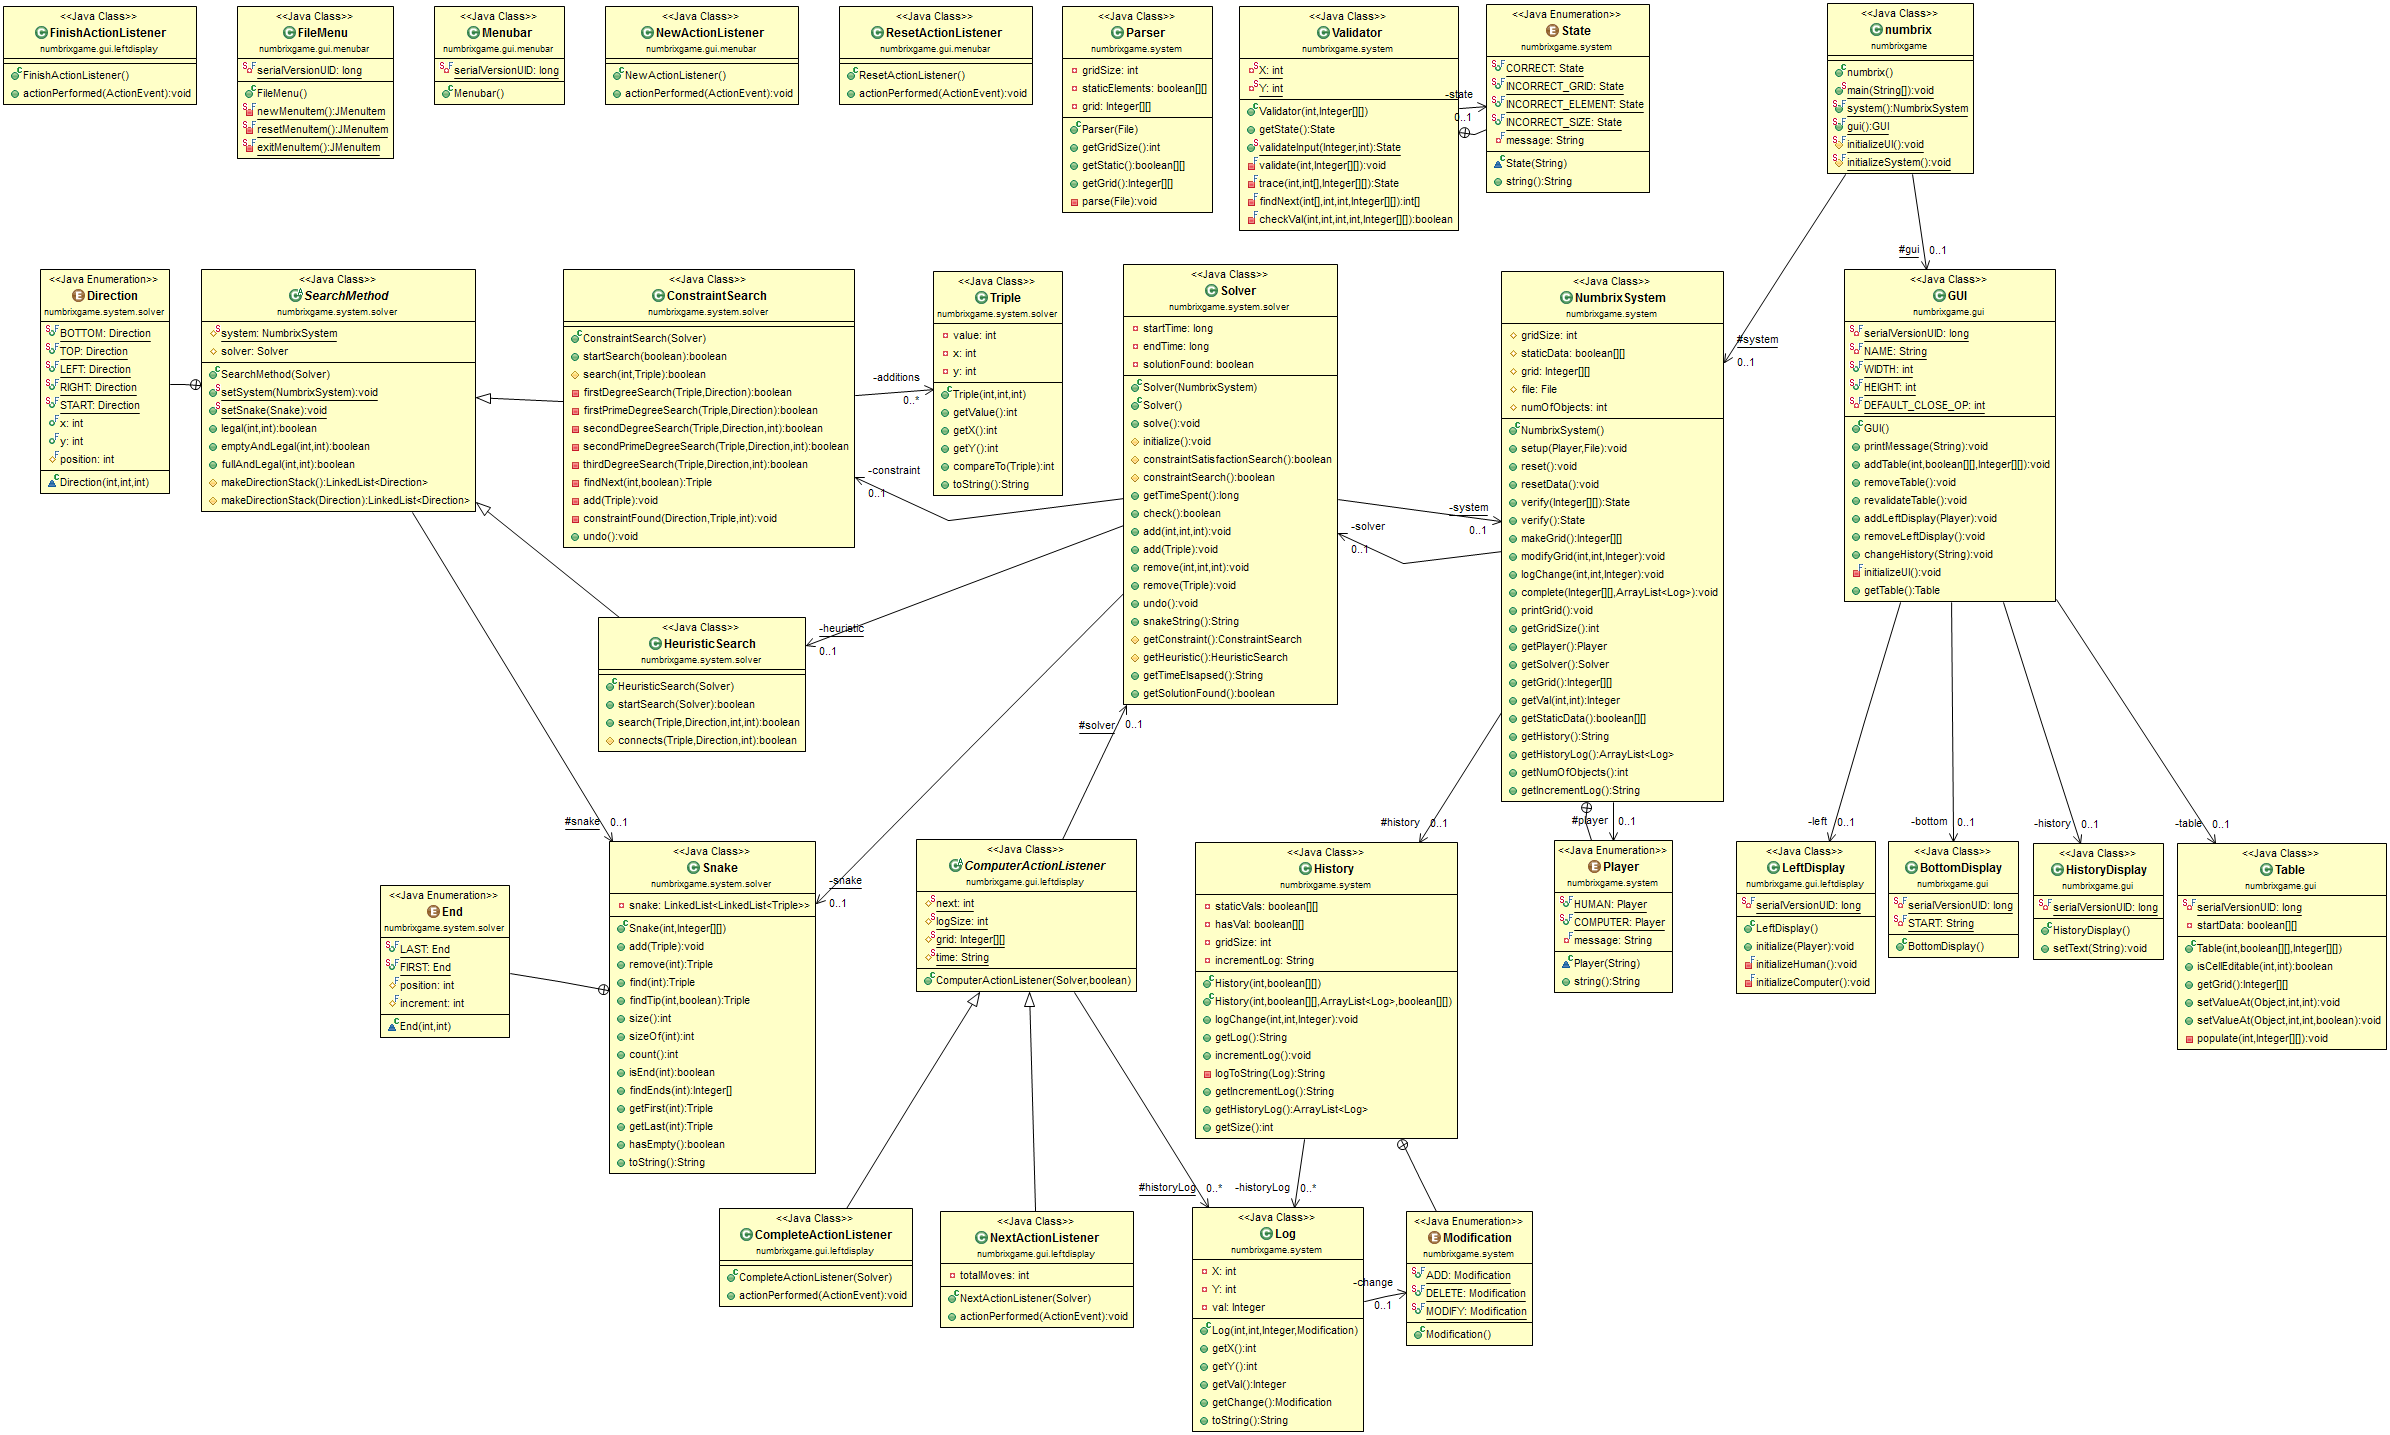 <<Java Class>>
FinishActionListener
numbrixgame.gui.leftdisplay
FinishActionListener()
actionPerformed(ActionEvent):void
<<Java Class>>
FileMenu
numbrixgame.gui.menubar
serialVersionUID: long
FileMenu()
newMenuItem():JMenuItem
resetMenuItem():JMenuItem
exitMenuItem():JMenuItem
<<Java Class>>
Menubar
numbrixgame.gui.menubar
serialVersionUID: long
Menubar()
<<Java Class>>
NewActionListener
numbrixgame.gui.menubar
NewActionListener()
actionPerformed(ActionEvent):void
<<Java Class>>
ResetActionListener
numbrixgame.gui.menubar
ResetActionListener()
actionPerformed(ActionEvent):void
<<Java Class>>
Parser
numbrixgame.system
gridSize: int
staticElements: boolean[][]
grid: Integer[][]
Parser(File)
getGridSize():int
getStatic():boolean[][]
getGrid():Integer[][]
parse(File):void
<<Java Class>>
Validator
numbrixgame.system
X: int
Y: int
Validator(int,Integer[][])
getState():State
validateInput(Integer,int):State
validate(int,Integer[][]):void
trace(int,int[],Integer[][]):State
findNext(int[],int,int,Integer[][]):int[]
checkVal(int,int,int,int,Integer[][]):boolean
-state
0..1
<<Java Enumeration>>
State
numbrixgame.system
CORRECT: State
INCORRECT_GRID: State
INCORRECT_ELEMENT: State
INCORRECT_SIZE: State
message: String
State(String)
string():String
<<Java Class>>
numbrix
numbrixgame
numbrix()
main(String[]):void
system():NumbrixSystem
gui():GUI
initializeUI():void
initializeSystem():void
#gui 0..1
#system
0..1
<<Java Enumeration>>
Direction
numbrixgame.system.solver
BOTTOM: Direction
TOP: Direction
LEFT: Direction
RIGHT: Direction
START: Direction
x: int
y: int
position: int
Direction(int,int,int)
<<Java Class>>
SearchMethod
numbrixgame.system.solver
system: NumbrixSystem
solver: Solver
SearchMethod(Solver)
setSystem(NumbrixSystem):void
setSnake(Snake):void
legal(int,int):boolean
emptyAndLegal(int,int):boolean
fullAndLegal(int,int):boolean
makeDirectionStack():LinkedList<Direction>
makeDirectionStack(Direction):LinkedList<Direction>
<<Java Class>>
ConstraintSearch
numbrixgame.system.solver
ConstraintSearch(Solver)
startSearch(boolean):boolean
search(int,Triple):boolean
firstDegreeSearch(Triple,Direction):boolean
firstPrimeDegreeSearch(Triple,Direction):boolean
secondDegreeSearch(Triple,Direction,int):boolean
secondPrimeDegreeSearch(Triple,Direction,int):boolean
thirdDegreeSearch(Triple,Direction,int):boolean
findNext(int,boolean):Triple
add(Triple):void
constraintFound(Direction,Triple,int):void
undo():void
-additions
0..*
-constraint
0..1
<<Java Class>>
Triple
numbrixgame.system.solver
value: int
x: int
y: int
Triple(int,int,int)
getValue():int
getX():int
getY():int
compareTo(Triple):int
toString():String
<<Java Class>>
Solver
numbrixgame.system.solver
startTime: long
endTime: long
solutionFound: boolean
Solver(NumbrixSystem)
Solver()
solve():void
initialize():void
constraintSatisfactionSearch():boolean
constraintSearch():boolean
getTimeSpent():long
check():boolean
add(int,int,int):void
add(Triple):void
remove(int,int,int):void
remove(Triple):void
undo():void
snakeString():String
getConstraint():ConstraintSearch
getHeuristic():HeuristicSearch
getTimeElsapsed():String
getSolutionFound():boolean
-system
0..1
-solver
0..1
<<Java Class>>
NumbrixSystem
numbrixgame.system
gridSize: int
staticData: boolean[][]
grid: Integer[][]
file: File
numOfObjects: int
NumbrixSystem()
setup(Player,File):void
reset():void
resetData():void
verify(Integer[][]):State
verify():State
makeGrid():Integer[][]
modifyGrid(int,int,Integer):void
logChange(int,int,Integer):void
complete(Integer[][],ArrayList<Log>):void
printGrid():void
getGridSize():int
getPlayer():Player
getSolver():Solver
getGrid():Integer[][]
getVal(int,int):Integer
getStaticData():boolean[][]
getHistory():String
getHistoryLog():ArrayList<Log>
getNumOfObjects():int
getIncrementLog():String
<<Java Class>>
GUI
numbrixgame.gui
serialVersionUID: long
NAME: String
WIDTH: int
HEIGHT: int
DEFAULT_CLOSE_OP: int
GUI()
printMessage(String):void
addTable(int,boolean[][],Integer[][]):void
removeTable():void
revalidateTable():void
addLeftDisplay(Player):void
removeLeftDisplay():void
changeHistory(String):void
initializeUI():void
getTable():Table
<<Java Class>>
HeuristicSearch
numbrixgame.system.solver
HeuristicSearch(Solver)
startSearch(Solver):boolean
search(Triple,Direction,int,int):boolean
connects(Triple,Direction,int):boolean
-heuristic
0..1
#solver 0..1
#snake 0..1
-snake
0..1
#history 0..1
#player 0..1
-left 0..1
-bottom 0..1
-history 0..1
-table 0..1
<<Java Enumeration>>
End
numbrixgame.system.solver
LAST: End
FIRST: End
position: int
increment: int
End(int,int)
<<Java Class>>
Snake
numbrixgame.system.solver
snake: LinkedList<LinkedList<Triple>>
Snake(int,Integer[][])
add(Triple):void
remove(int):Triple
find(int):Triple
findTip(int,boolean):Triple
size():int
sizeOf(int):int
count():int
isEnd(int):boolean
findEnds(int):Integer[]
getFirst(int):Triple
getLast(int):Triple
hasEmpty():boolean
toString():String
<<Java Class>>
ComputerActionListener
numbrixgame.gui.leftdisplay
next: int
logSize: int
grid: Integer[][]
time: String
ComputerActionListener(Solver,boolean)
<<Java Class>>
History
numbrixgame.system
staticVals: boolean[][]
hasVal: boolean[][]
gridSize: int
incrementLog: String
History(int,boolean[][])
History(int,boolean[][],ArrayList<Log>,boolean[][])
logChange(int,int,Integer):void
getLog():String
incrementLog():void
logToString(Log):String
getIncrementLog():String
getHistoryLog():ArrayList<Log>
getSize():int
<<Java Enumeration>>
Player
numbrixgame.system
HUMAN: Player
COMPUTER: Player
message: String
Player(String)
string():String
<<Java Class>>
LeftDisplay
numbrixgame.gui.leftdisplay
serialVersionUID: long
LeftDisplay()
initialize(Player):void
initializeHuman():void
initializeComputer():void
<<Java Class>>
BottomDisplay
numbrixgame.gui
serialVersionUID: long
START: String
BottomDisplay()
<<Java Class>>
HistoryDisplay
numbrixgame.gui
serialVersionUID: long
HistoryDisplay()
setText(String):void
<<Java Class>>
Table
numbrixgame.gui
serialVersionUID: long
startData: boolean[][]
Table(int,boolean[][],Integer[][])
isCellEditable(int,int):boolean
getGrid():Integer[][]
setValueAt(Object,int,int):void
setValueAt(Object,int,int,boolean):void
populate(int,Integer[][]):void
#historyLog 0..*
-historyLog 0..*
<<Java Class>>
CompleteActionListener
numbrixgame.gui.leftdisplay
CompleteActionListener(Solver)
actionPerformed(ActionEvent):void
<<Java Class>>
NextActionListener
numbrixgame.gui.leftdisplay
totalMoves: int
NextActionListener(Solver)
actionPerformed(ActionEvent):void
<<Java Class>>
Log
numbrixgame.system
X: int
Y: int
val: Integer
Log(int,int,Integer,Modification)
getX():int
getY():int
getVal():Integer
getChange():Modification
toString():String
-change
0..1
<<Java Enumeration>>
Modification
numbrixgame.system
ADD: Modification
DELETE: Modification
MODIFY: Modification
Modification()